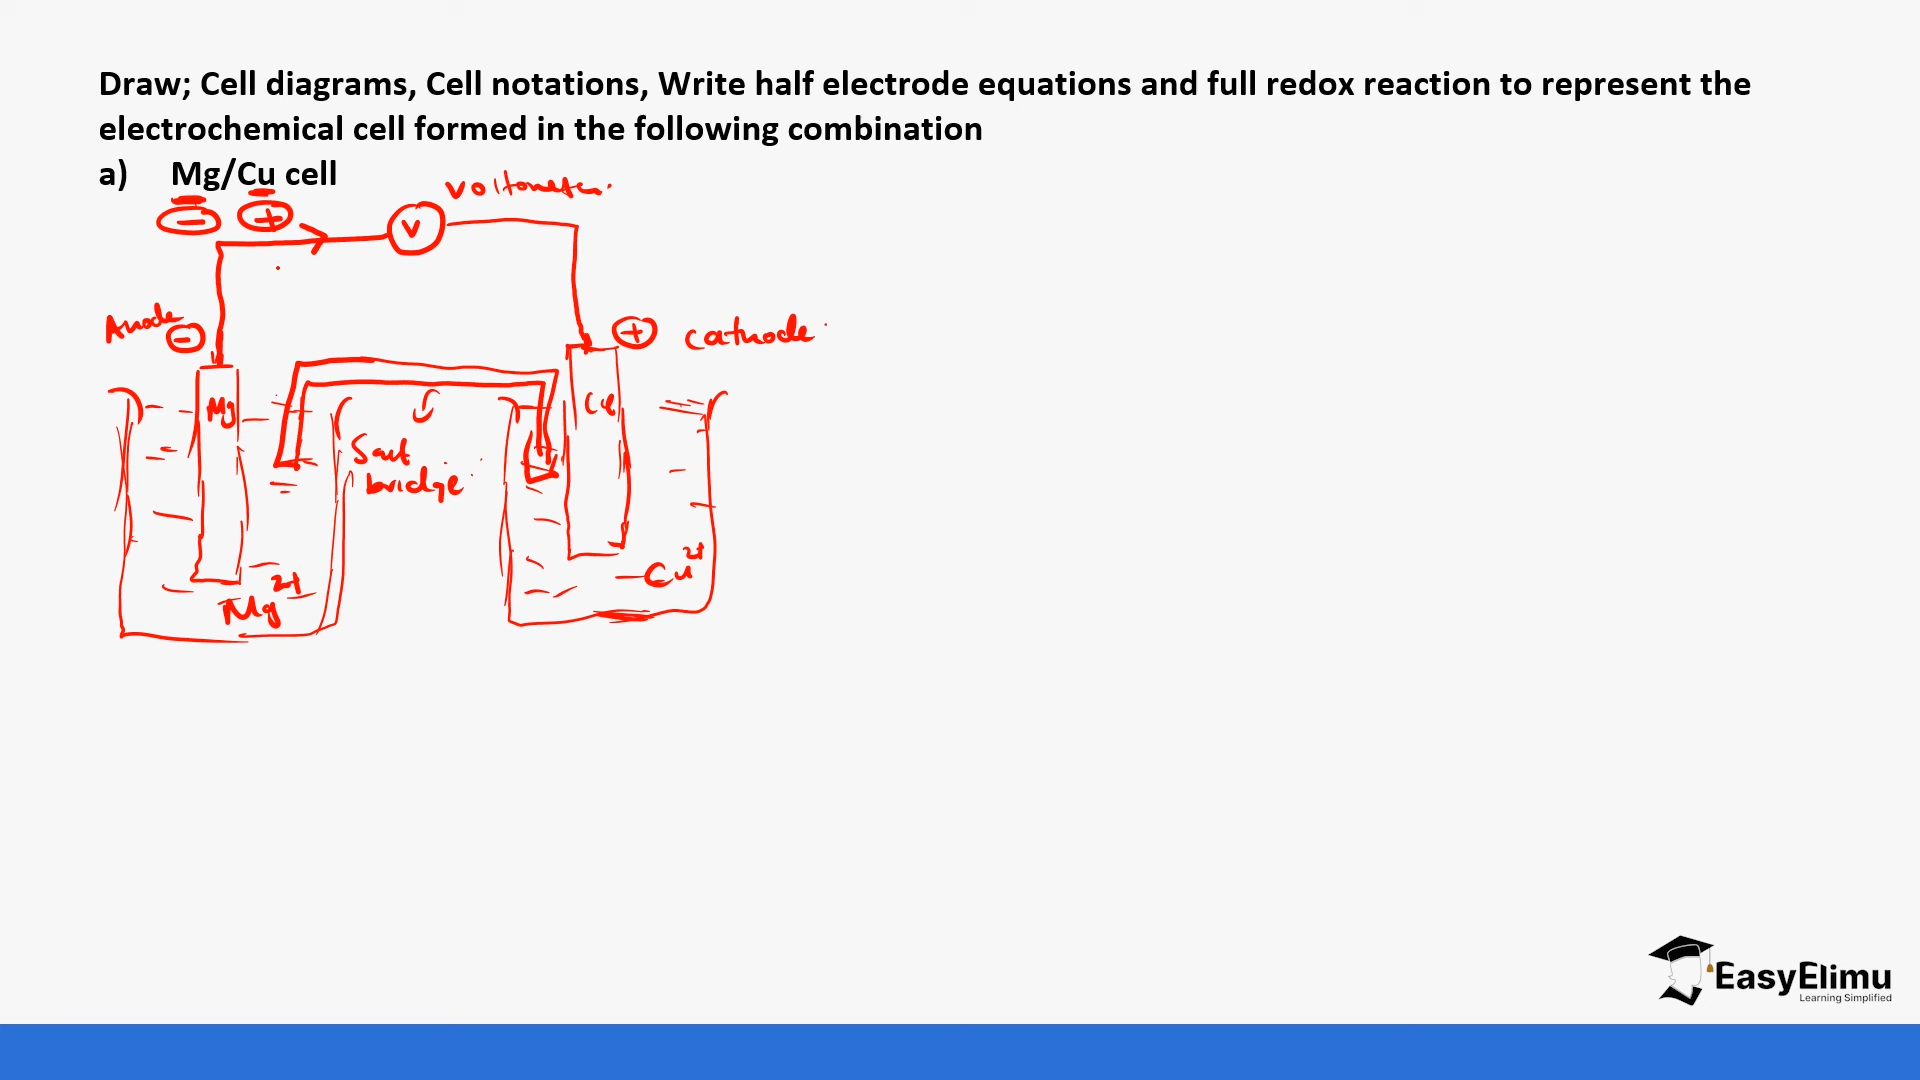 Draw; Cell diagrams, Cell notations, Write half electrode equations and full redox reaction to represent the
electrochemical cell formed in the following combination
a) Mg/Cu cell
Voltometer.
− +
V
Anode −
+ Cathode
Mg
Cu
Salt
bridge
Cu²⁺
Mg²⁺
EasyElimu
Learning Simplified